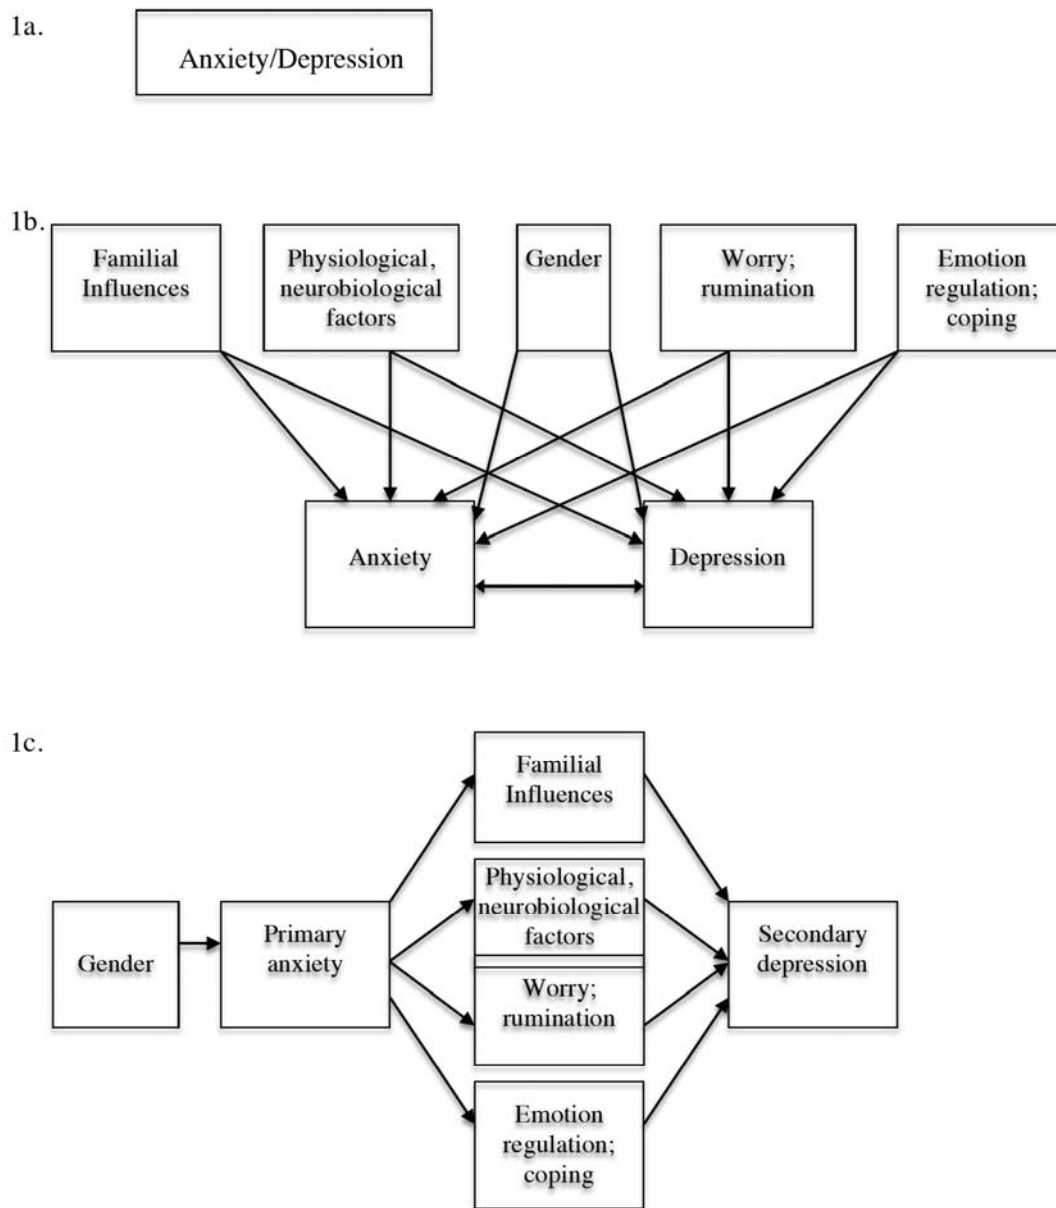 1a.
Anxiety/Depression
1b.
Familial
Influences
Physiological,
neurobiological
factors
Gender
Worry;
rumination
Emotion
regulation;
coping
Anxiety
Depression
1c.
Familial
Influences
Physiological,
neurobiological
factors
Gender
Primary
anxiety
Secondary
depression
Worry;
rumination
Emotion
regulation;
coping